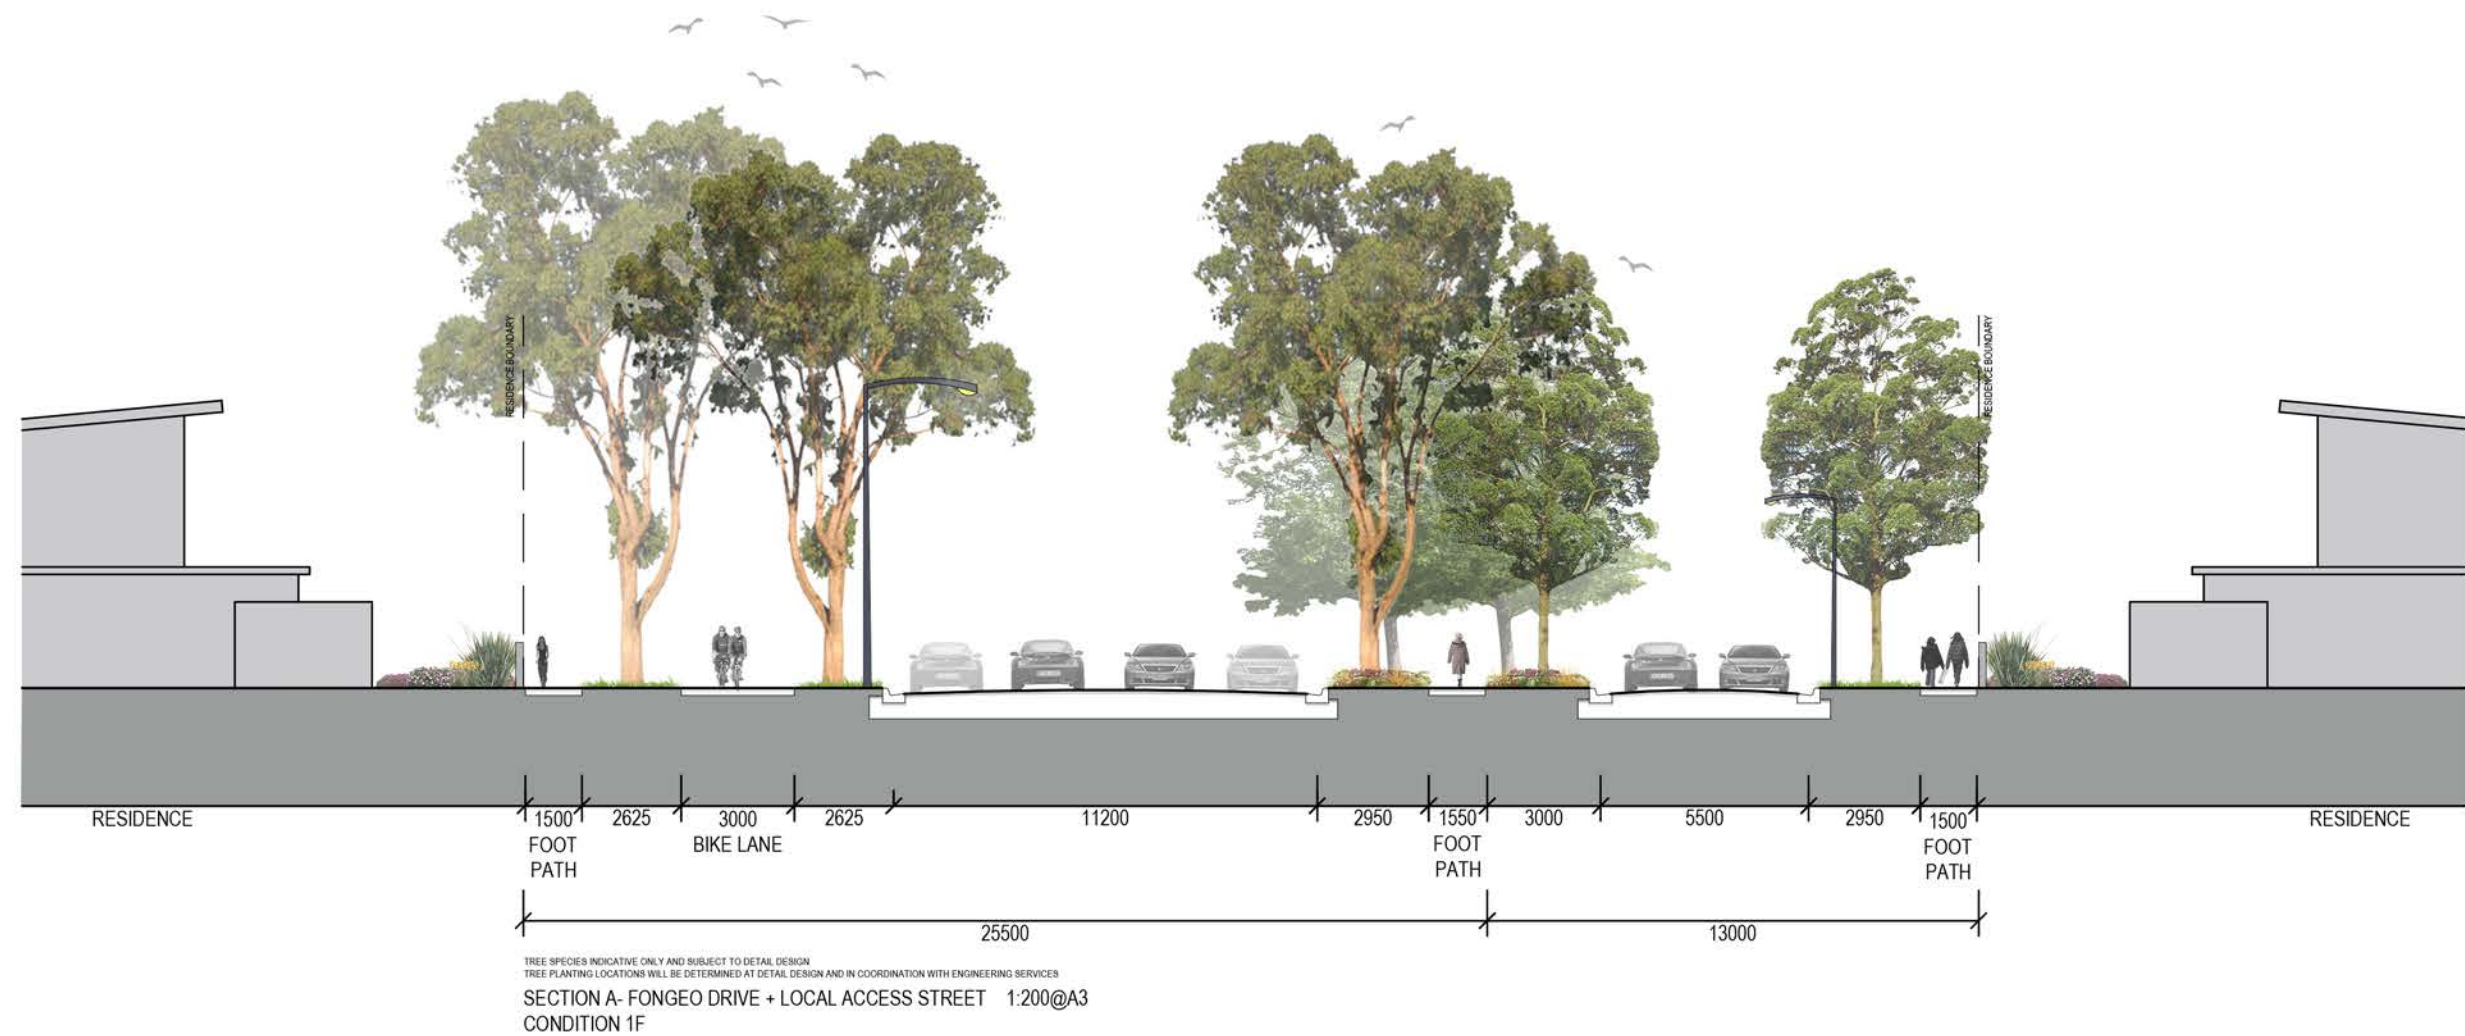 RESIDENCE BOUNDARY
RESIDENCE BOUNDARY
RESIDENCE
1500
FOOT
PATH
2625
3000
BIKE LANE
2625
11200
2950
1550
FOOT
PATH
3000
5500
2950
1500
FOOT
PATH
RESIDENCE
25500
13000
TREE SPECIES INDICATIVE ONLY AND SUBJECT TO DETAIL DESIGN
TREE PLANTING LOCATIONS WILL BE DETERMINED AT DETAIL DESIGN AND IN COORDINATION WITH ENGINEERING SERVICES
SECTION A- FONGEO DRIVE + LOCAL ACCESS STREET 1:200@A3
CONDITION 1F